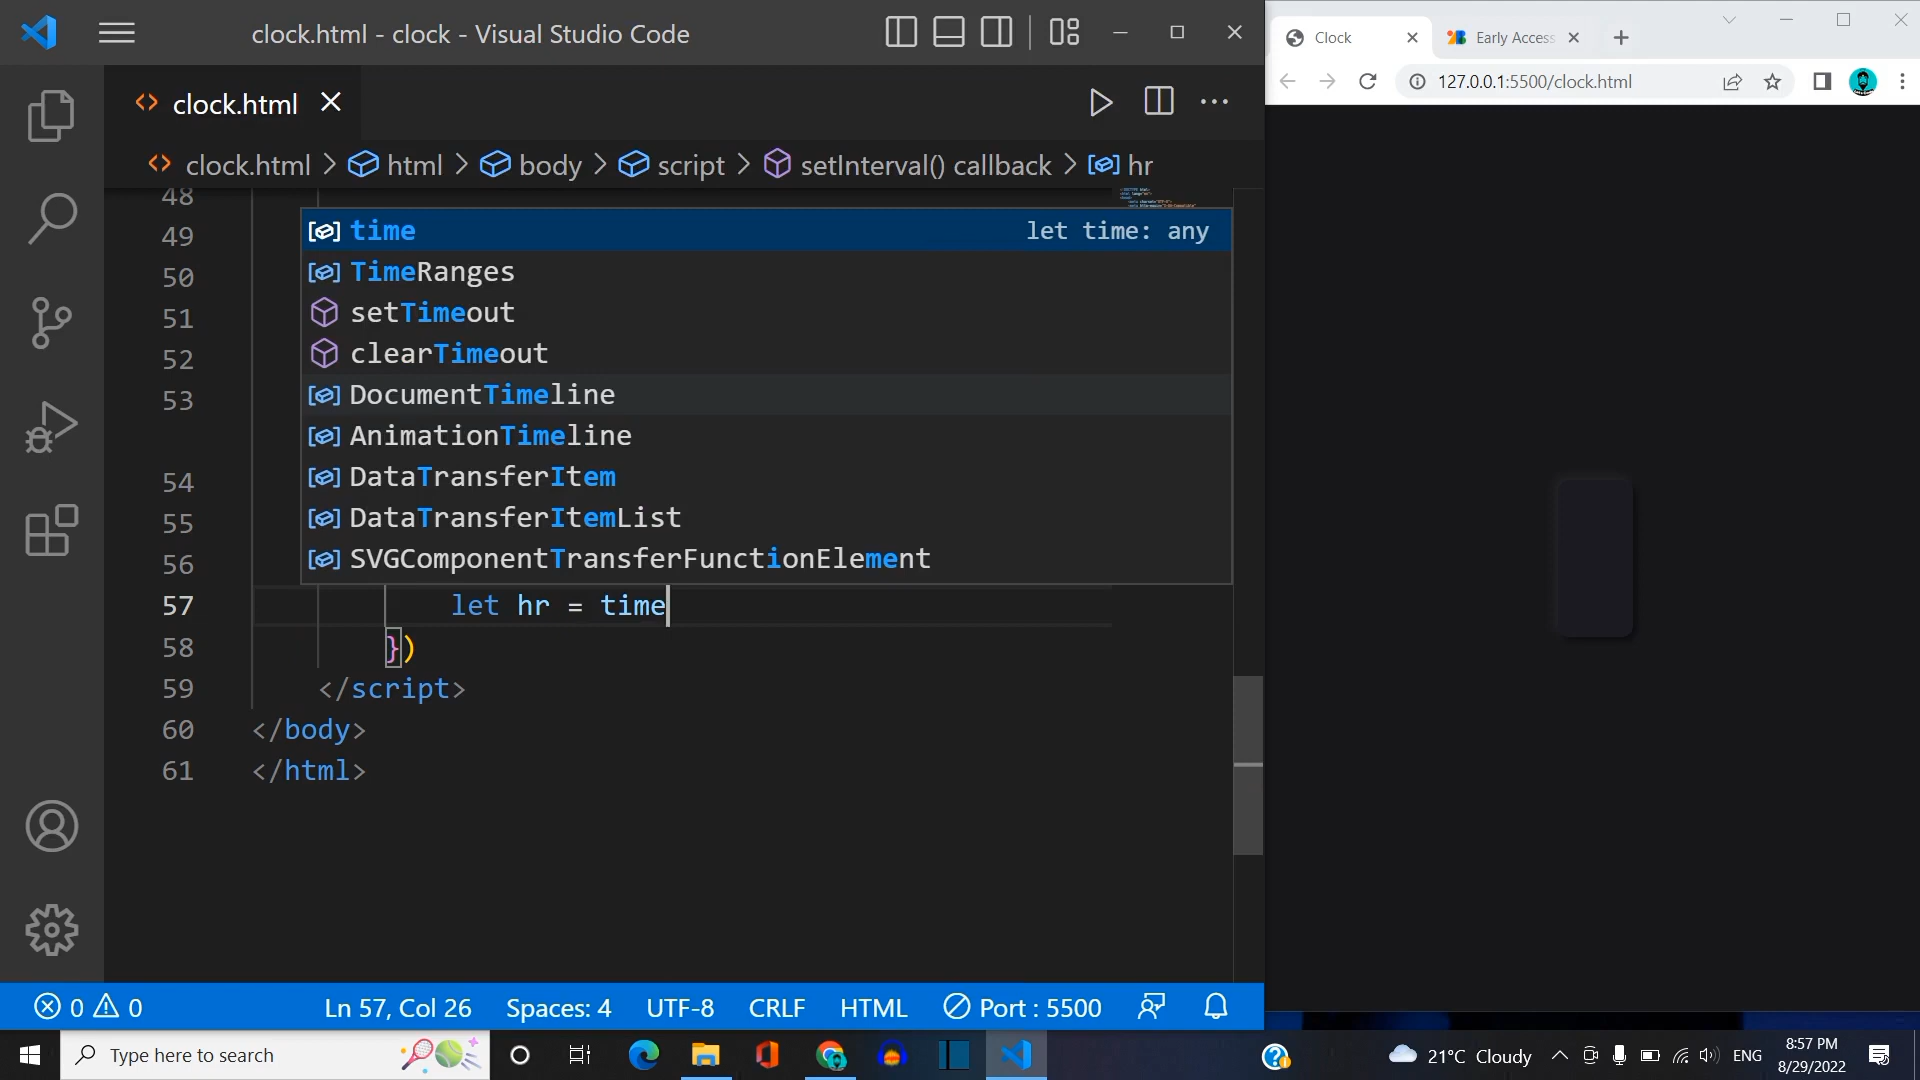 clock.html - clock - Visual Studio Code
clock.html
clock.html > html > body > script > setInterval() callback > hr
48
49
50
51
52
53
54
55
56
time let time: any
TimeRanges
setTimeout
clearTimeout
DocumentTimeline
AnimationTimeline
DataTransferItem
DataTransferItemList
SVGComponentTransferFunctionElement
57 let hr = time
58 })
59 </script>
60 </body>
61 </html>
0 0 Ln 57, Col 26 Spaces: 4 UTF-8 CRLF HTML Port : 5500
Clock
Early Access
127.0.0.1:5500/clock.html
Type here to search
21°C Cloudy
ENG
8:57 PM
8/29/2022